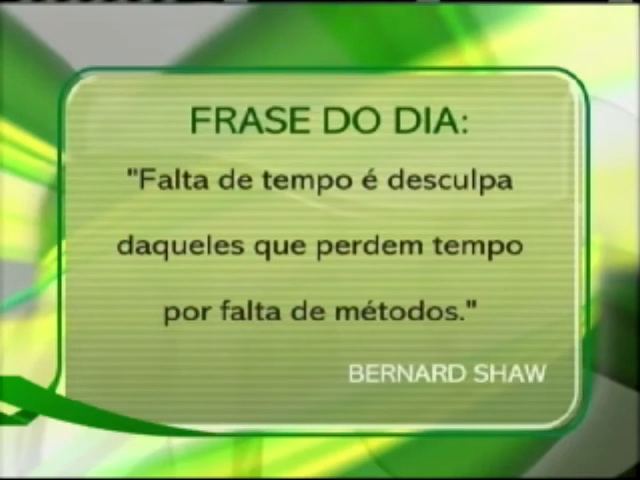 FRASE DO DIA:
"Falta de tempo é desculpa
daqueles que perdem tempo
por falta de métodos."
BERNARD SHAW